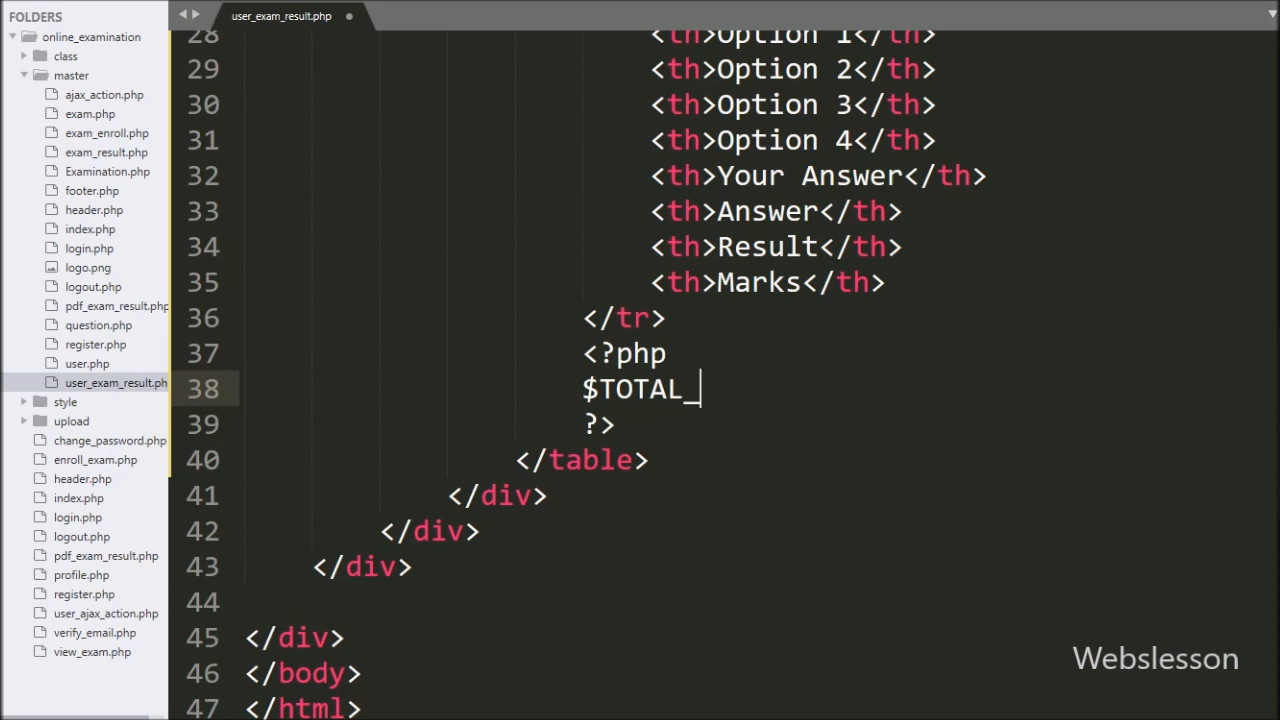 FOLDERS
online_examination
class
master
ajax_action.php
exam.php
exam_enroll.php
exam_result.php
Examination.php
footer.php
header.php
index.php
login.php
logo.png
logout.php
pdf_exam_result.php
question.php
register.php
user.php
user_exam_result.ph
style
upload
change_password.php
enroll_exam.php
header.php
index.php
login.php
logout.php
pdf_exam_result.php
profile.php
register.php
user_ajax_action.php
verify_email.php
view_exam.php
user_exam_result.php
28 <th>Option 1</th>
29 <th>Option 2</th>
30 <th>Option 3</th>
31 <th>Option 4</th>
32 <th>Your Answer</th>
33 <th>Answer</th>
34 <th>Result</th>
35 <th>Marks</th>
36 </tr>
37 <?php
38 $TOTAL_
39 ?>
40 </table>
41 </div>
42 </div>
43 </div>
44
45 </div>
46 </body>
47 </html>
Webslesson